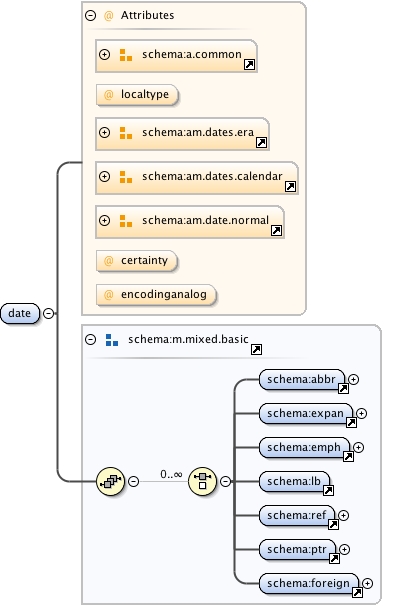 @ Attributes
schema:a.common
@ localtype
schema:am.dates.era
schema:am.dates.calendar
schema:am.date.normal
@ certainty
@ encodinganalog
date
schema:m.mixed.basic
schema:abbr
schema:expan
schema:emph
0..∞
schema:lb
schema:ref
schema:ptr
schema:foreign